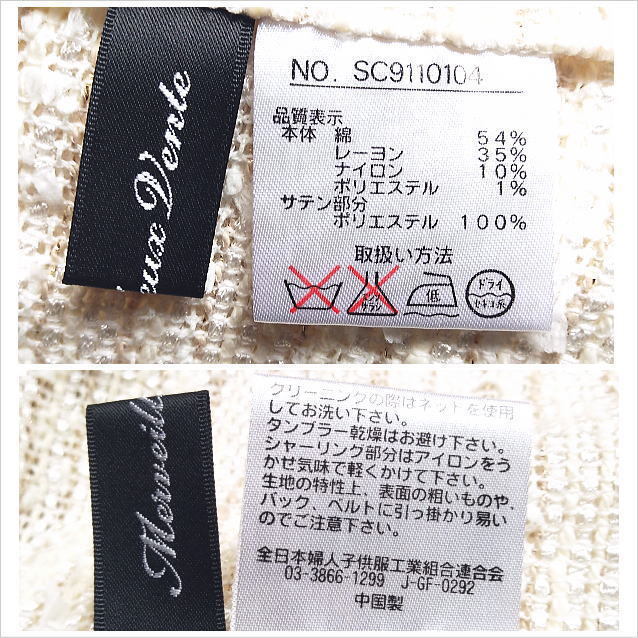 eux Vente
NO. SC9110104
品質表示
本体 綿 54%
レーヨン 35%
ナイロン 10%
ポリエステル 1%
サテン部分
ポリエステル 100%
取扱い方法
エンソ
サラシ
低
ドライ
セキユ系
Merveill
クリーニングの際はネットを使用
してお洗い下さい。
タンブラー乾燥はお避け下さい。
シャーリング部分はアイロンをう
かせ気味で軽くかけて下さい。
生地の特性上、表面の粗いものや、
バック、ベルトに引っ掛かり易い
のでご注意下さい。
全日本婦人子供服工業組合連合会
03-3866-1299 J-GF-0292
中国製